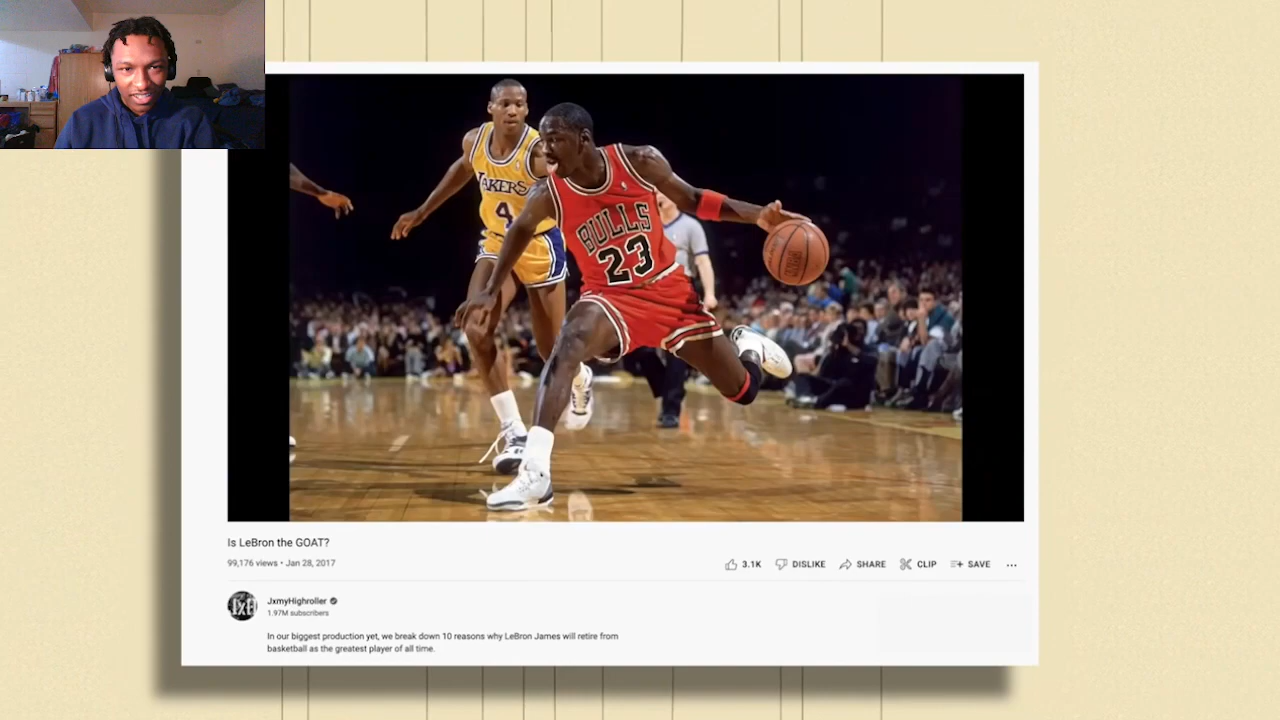 LAKERS
4
BULLS
23
Is LeBron the GOAT?
99,176 views • Jan 28, 2017
3.1K DISLIKE SHARE CLIP SAVE ...
JxH
JxmyHighroller
1.97M subscribers
In our biggest production yet, we break down 10 reasons why LeBron James will retire from
basketball as the greatest player of all time.